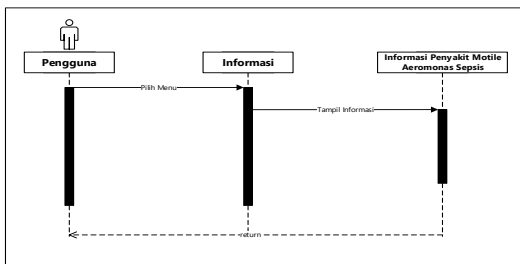 Pengguna
Informasi
Informasi Penyakit Motile
Aeromonas Sepsis
Pilih Menu
Tampil Informasi
return